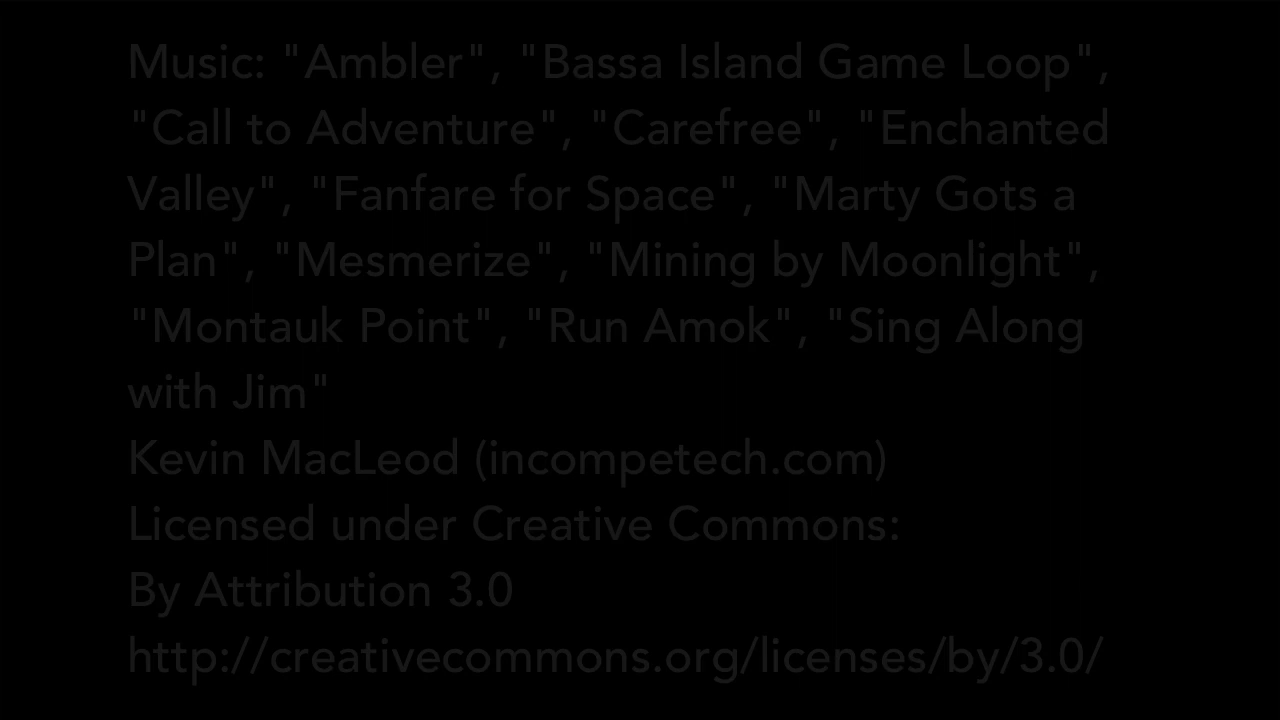 Music: "Ambler", "Bassa Island Game Loop",
"Call to Adventure", "Carefree", "Enchanted
Valley", "Fanfare for Space", "Marty Gots a
Plan", "Mesmerize", "Mining by Moonlight",
"Montauk Point", "Run Amok", "Sing Along
with Jim"
Kevin MacLeod (incompetech.com)
Licensed under Creative Commons:
By Attribution 3.0
http://creativecommons.org/licenses/by/3.0/